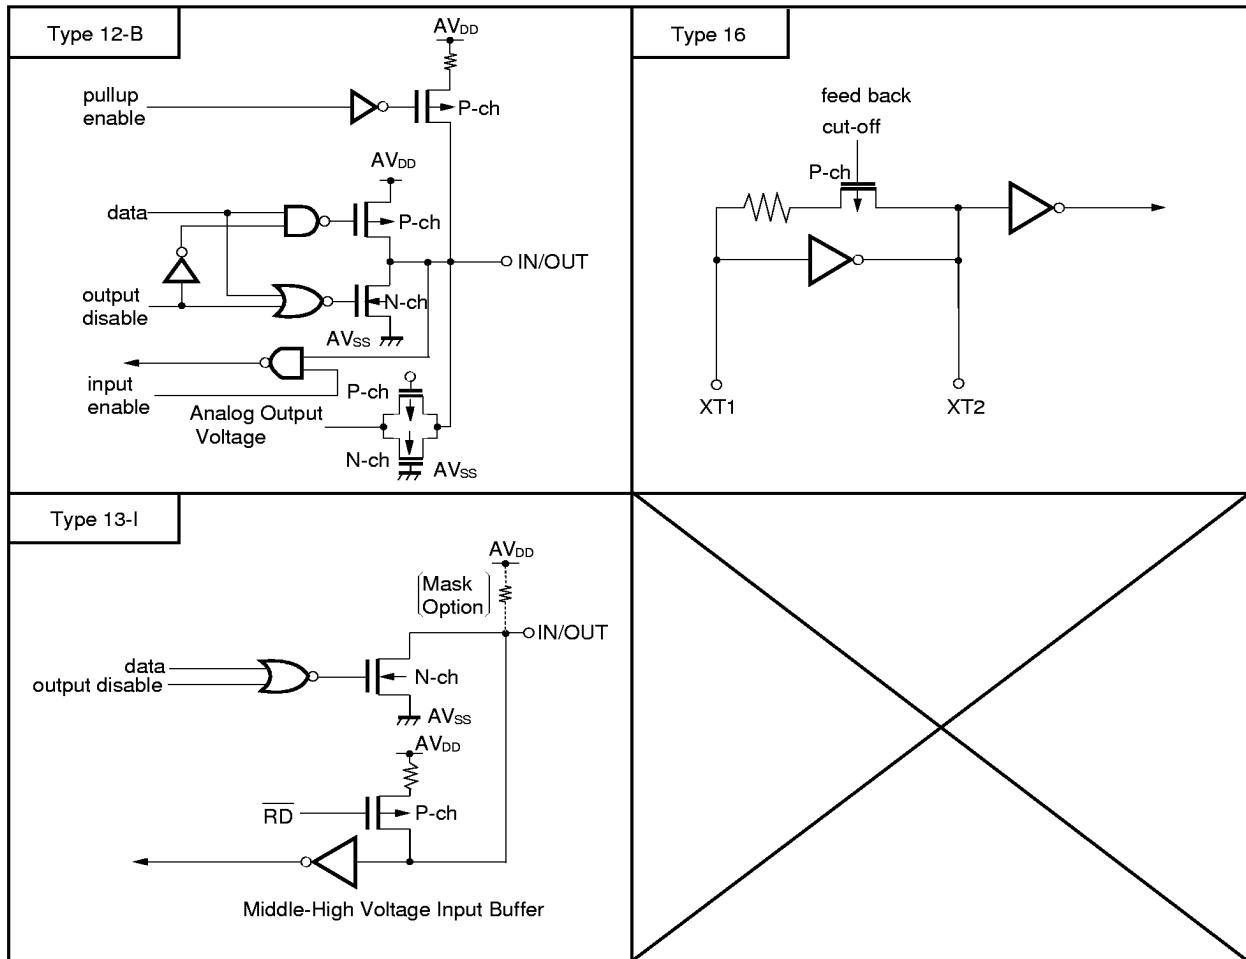 Type 12-B
AVDD
pullup
enable
P-ch
AVDD
data
P-ch
IN/OUT
output
disable
N-ch
AVSS
input
enable
P-ch
Analog Output
Voltage
N-ch
AVSS
Type 16
feed back
cut-off
P-ch
XT1
XT2
Type 13-I
AVDD
Mask
Option
IN/OUT
data
output disable
N-ch
AVSS
AVDD
RD
P-ch
Middle-High Voltage Input Buffer